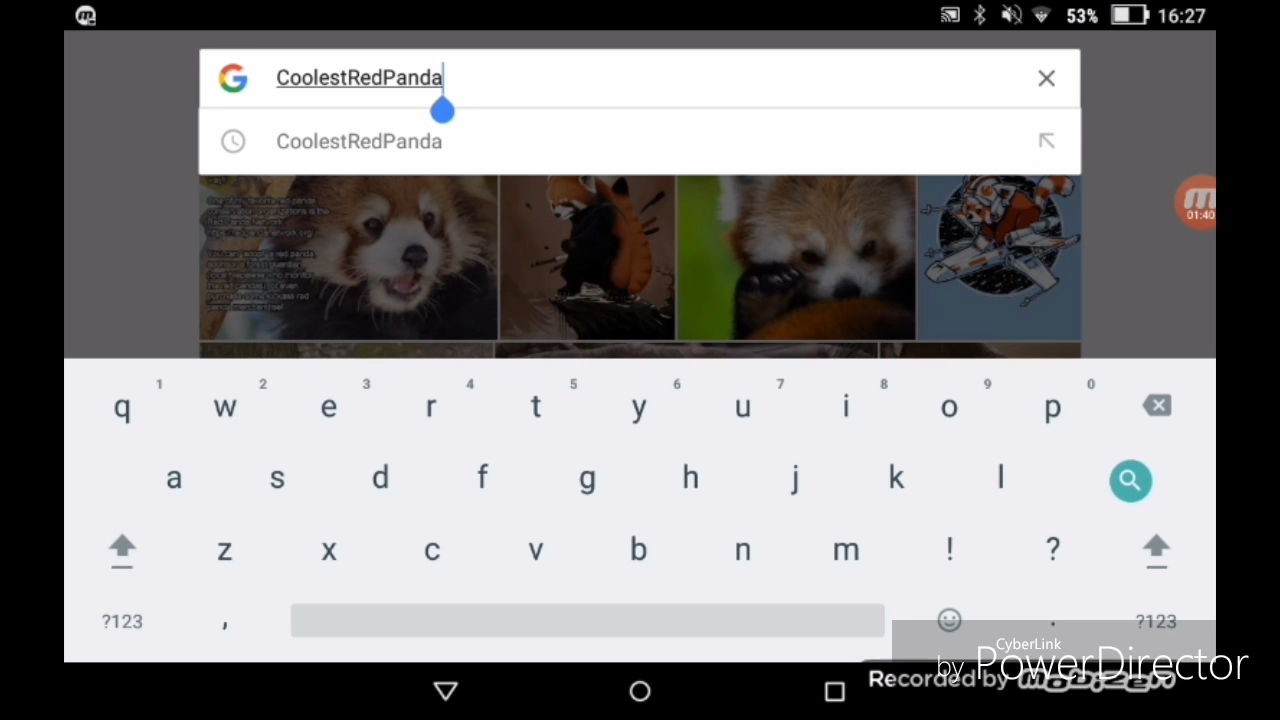 53% 16:27
CoolestRedPanda
CoolestRedPanda
01:40
1 2 3 4 5 6 7 8 9 0
q w e r t y u i o p
a s d f g h j k l
z x c v b n m ! ?
?123 , . ?123
CyberLink
by PowerDirector
Recorded by mobizen